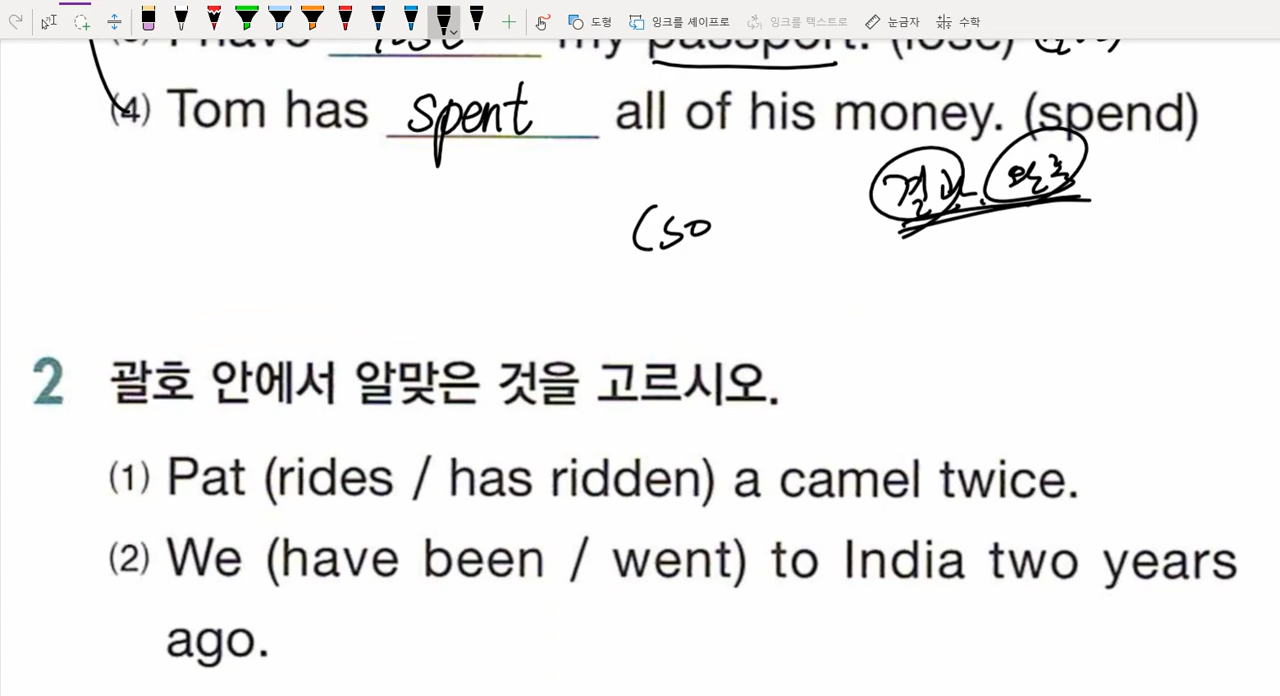 도형 잉크를 셰이프로 잉크를 텍스트로 눈금자 수학
I have lost my passport. (lose)
(4) Tom has spent all of his money. (spend)
결과, 완료
(so
2 괄호 안에서 알맞은 것을 고르시오.
(1) Pat (rides / has ridden) a camel twice.
(2) We (have been / went) to India two years
ago.